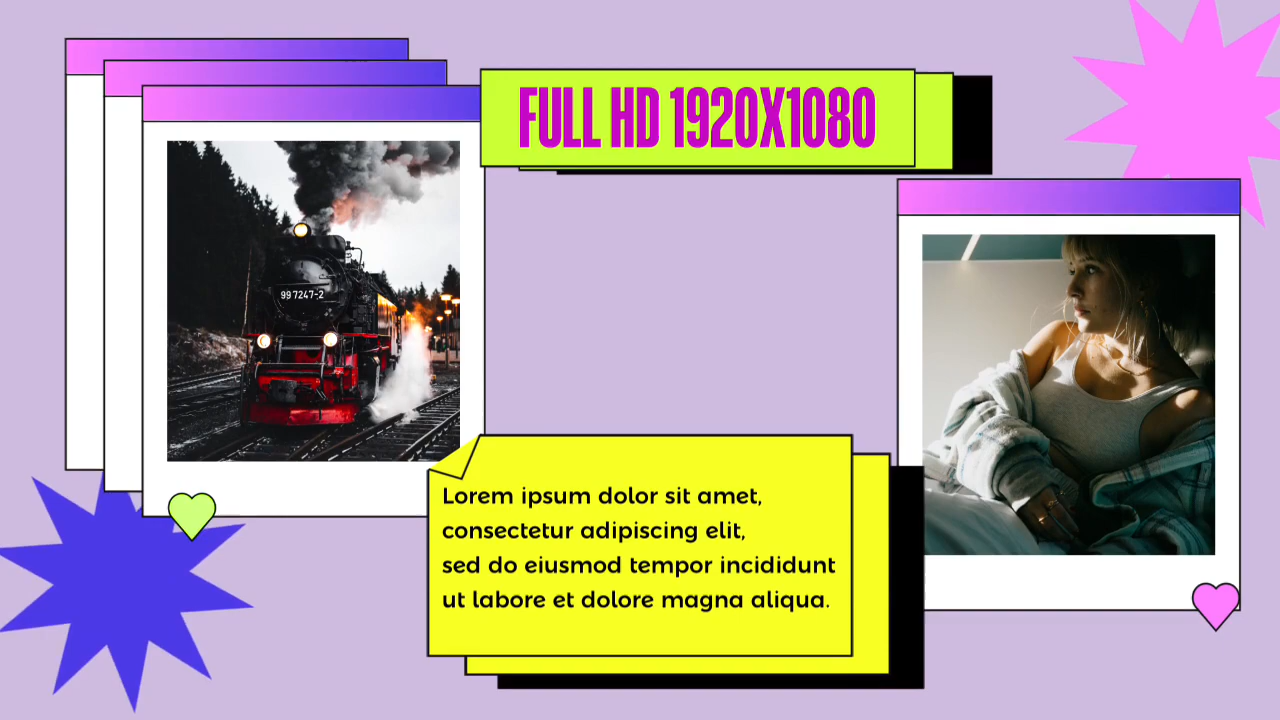 FULL HD 1920X1080
99 7247-2
Lorem ipsum dolor sit amet,
consectetur adipiscing elit,
sed do eiusmod tempor incididunt
ut labore et dolore magna aliqua.